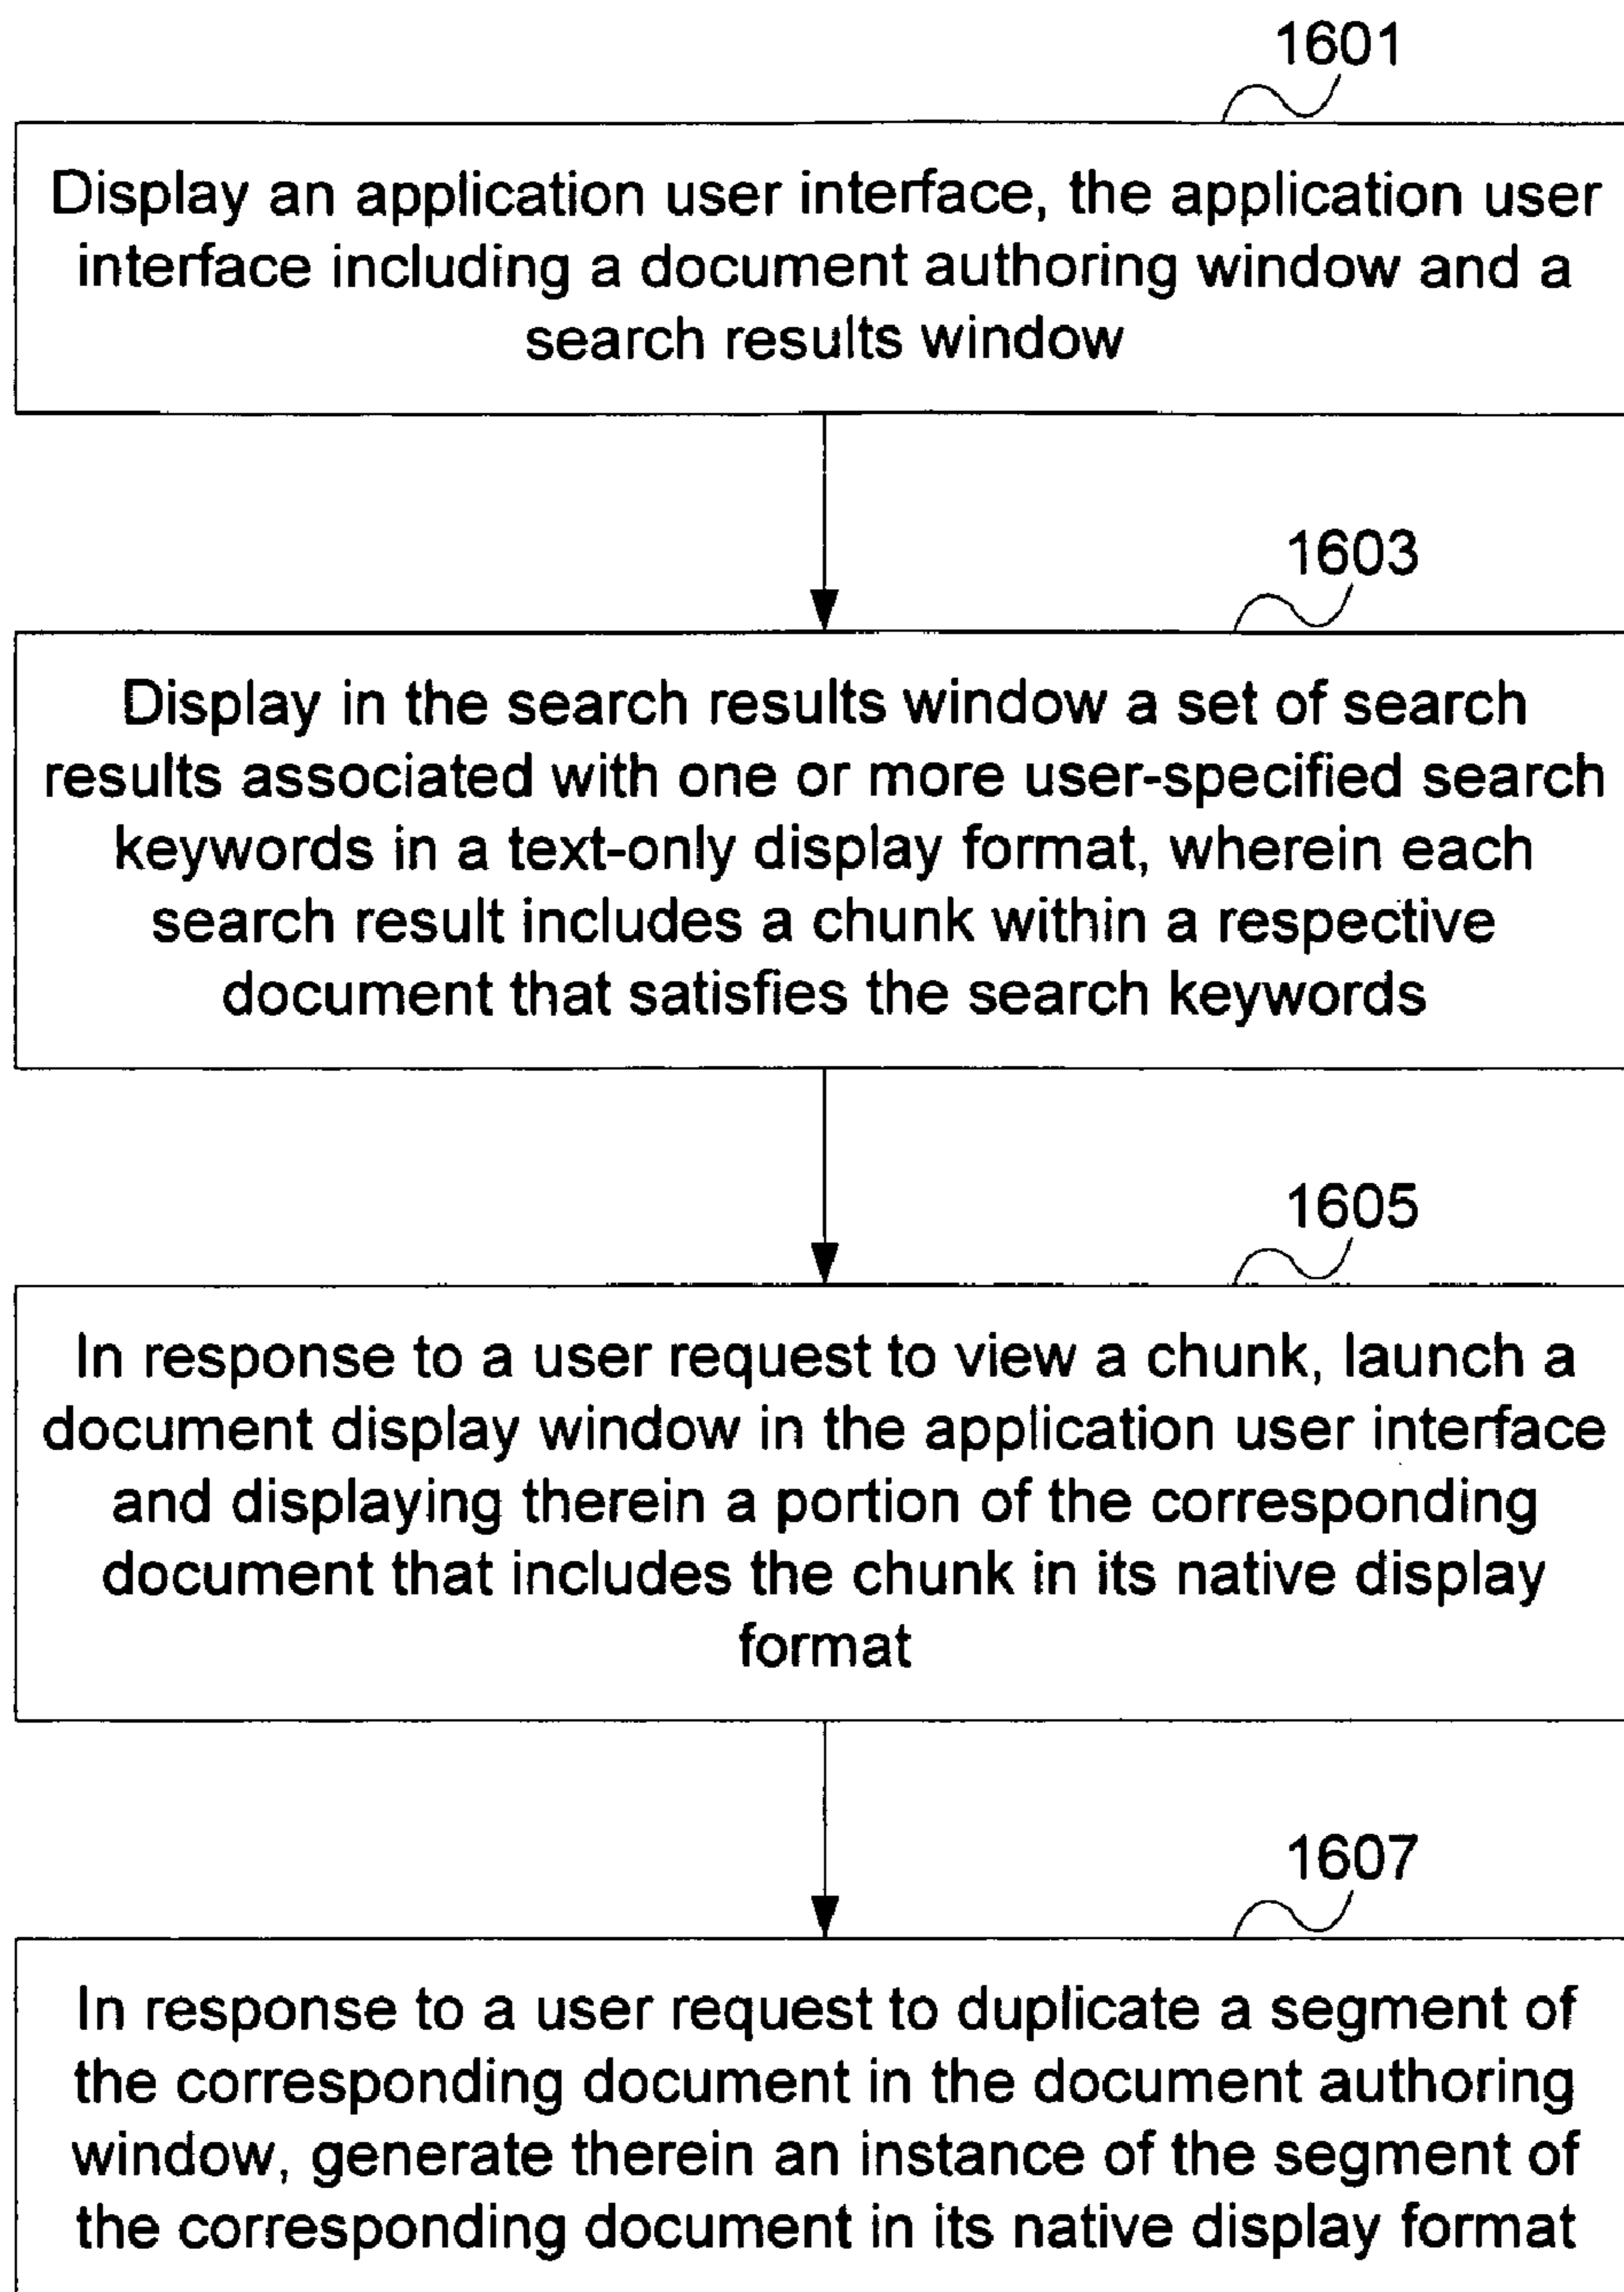 1601
Display an application user interface, the application user
interface including a document authoring window and a
search results window
1603
Display in the search results window a set of search
results associated with one or more user-specified search
keywords in a text-only display format, wherein each
search result includes a chunk within a respective
document that satisfies the search keywords
1605
In response to a user request to view a chunk, launch a
document display window in the application user interface
and displaying therein a portion of the corresponding
document that includes the chunk in its native display
format
1607
In response to a user request to duplicate a segment of
the corresponding document in the document authoring
window, generate therein an instance of the segment of
the corresponding document in its native display format